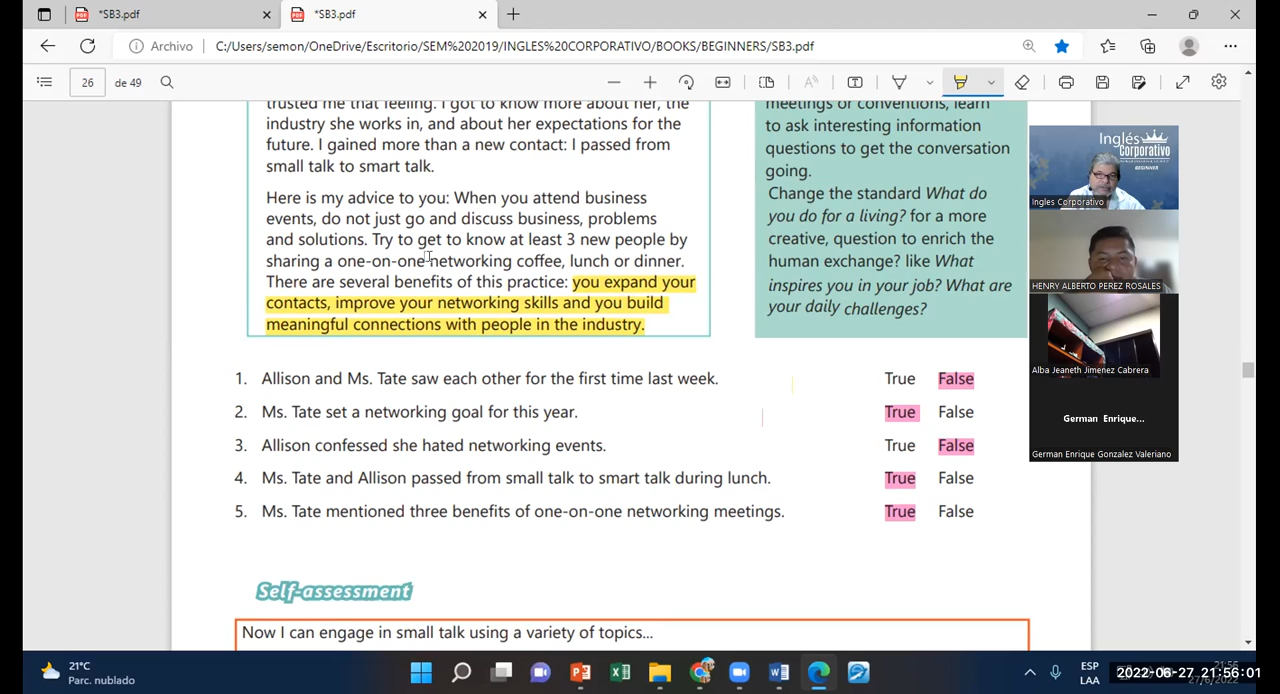 *SB3.pdf
*SB3.pdf
Archivo
C:/Users/semon/OneDrive/Escritorio/SEM%202019/INGLES%20CORPORATIVO/BOOKS/BEGINNERS/SB3.pdf
26
de 49
trusted me that feeling. I got to know more about her, the
industry she works in, and about her expectations for the
future. I gained more than a new contact: I passed from
small talk to smart talk.
Here is my advice to you: When you attend business
events, do not just go and discuss business, problems
and solutions. Try to get to know at least 3 new people by
sharing a one-on-one networking coffee, lunch or dinner.
There are several benefits of this practice: you expand your
contacts, improve your networking skills and you build
meaningful connections with people in the industry.
meetings or conventions, learn
to ask interesting information
questions to get the conversation
going.
Change the standard What do
you do for a living? for a more
creative, question to enrich the
human exchange? like What
inspires you in your job? What are
your daily challenges?
1. Allison and Ms. Tate saw each other for the first time last week. True False
2. Ms. Tate set a networking goal for this year. True False
3. Allison confessed she hated networking events. True False
4. Ms. Tate and Allison passed from small talk to smart talk during lunch. True False
5. Ms. Tate mentioned three benefits of one-on-one networking meetings. True False
Self-assessment
Now I can engage in small talk using a variety of topics...
Inglés
Corporativo
BEGINNER
Ingles Corporativo
HENRY ALBERTO PEREZ ROSALES
Alba Jeaneth Jimenez Cabrera
German Enrique...
German Enrique Gonzalez Valeriano
21°C
Parc. nublado
ESP
LAA
2022-06-27, 21:56:01